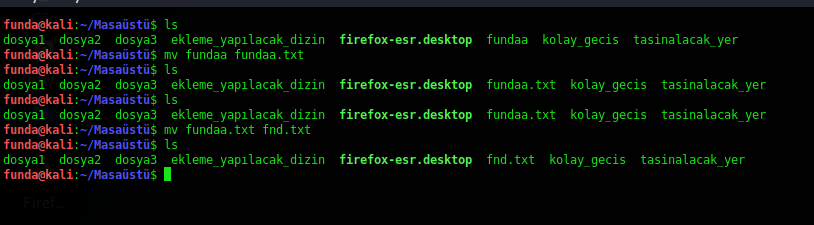 funda@kali:~/Masaüstü$ ls
dosya1 dosya2 dosya3 ekleme_yapılacak_dizin firefox-esr.desktop fundaa kolay_gecis tasinalacak_yer
funda@kali:~/Masaüstü$ mv fundaa fundaa.txt
funda@kali:~/Masaüstü$ ls
dosya1 dosya2 dosya3 ekleme_yapılacak_dizin firefox-esr.desktop fundaa.txt kolay_gecis tasinalacak_yer
funda@kali:~/Masaüstü$ ls
dosya1 dosya2 dosya3 ekleme_yapılacak_dizin firefox-esr.desktop fundaa.txt kolay_gecis tasinalacak_yer
funda@kali:~/Masaüstü$ mv fundaa.txt fnd.txt
funda@kali:~/Masaüstü$ ls
dosya1 dosya2 dosya3 ekleme_yapılacak_dizin firefox-esr.desktop fnd.txt kolay_gecis tasinalacak_yer
funda@kali:~/Masaüstü$
Firef...